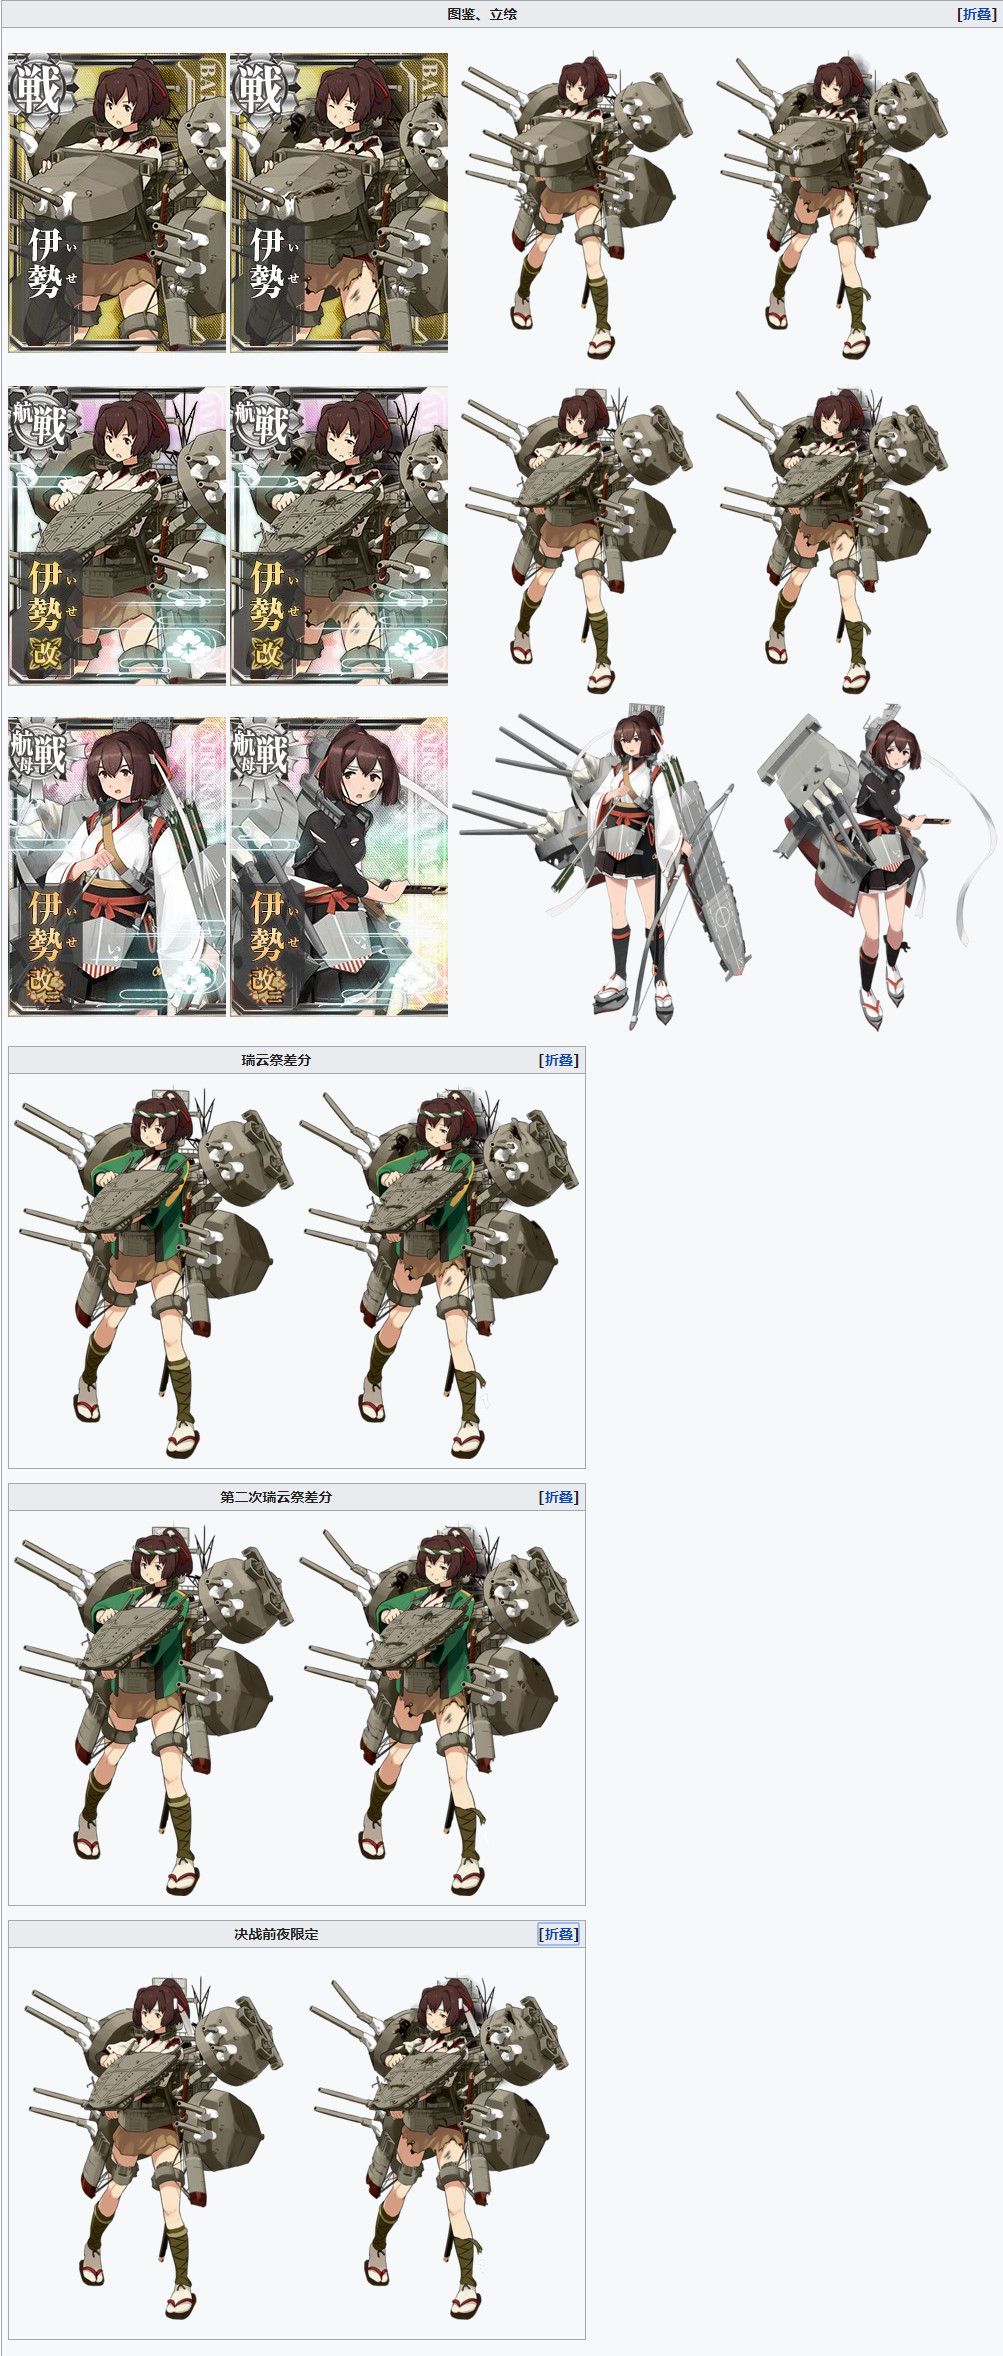 图鉴、立绘 [折叠]
戦 伊勢 いせ
戦 伊勢 いせ
航戦 伊勢 いせ 改
航戦 伊勢 いせ 改
航母戦 伊勢 いせ 改二
航母戦 伊勢 いせ 改二
瑞云祭差分 [折叠]
第二次瑞云祭差分 [折叠]
决战前夜限定 [折叠]